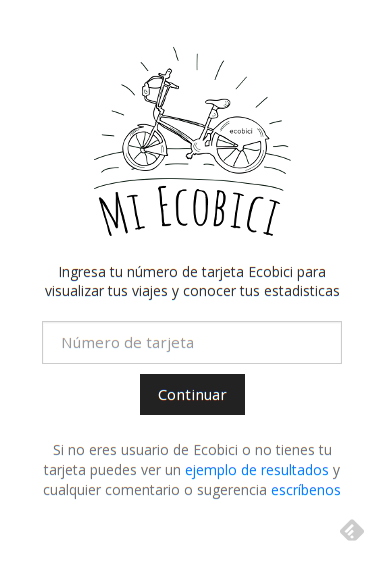 ecobici
MI ECOBICI
Ingresa tu número de tarjeta Ecobici para
visualizar tus viajes y conocer tus estadisticas
Número de tarjeta
Continuar
Si no eres usuario de Ecobici o no tienes tu
tarjeta puedes ver un ejemplo de resultados y
cualquier comentario o sugerencia escríbenos